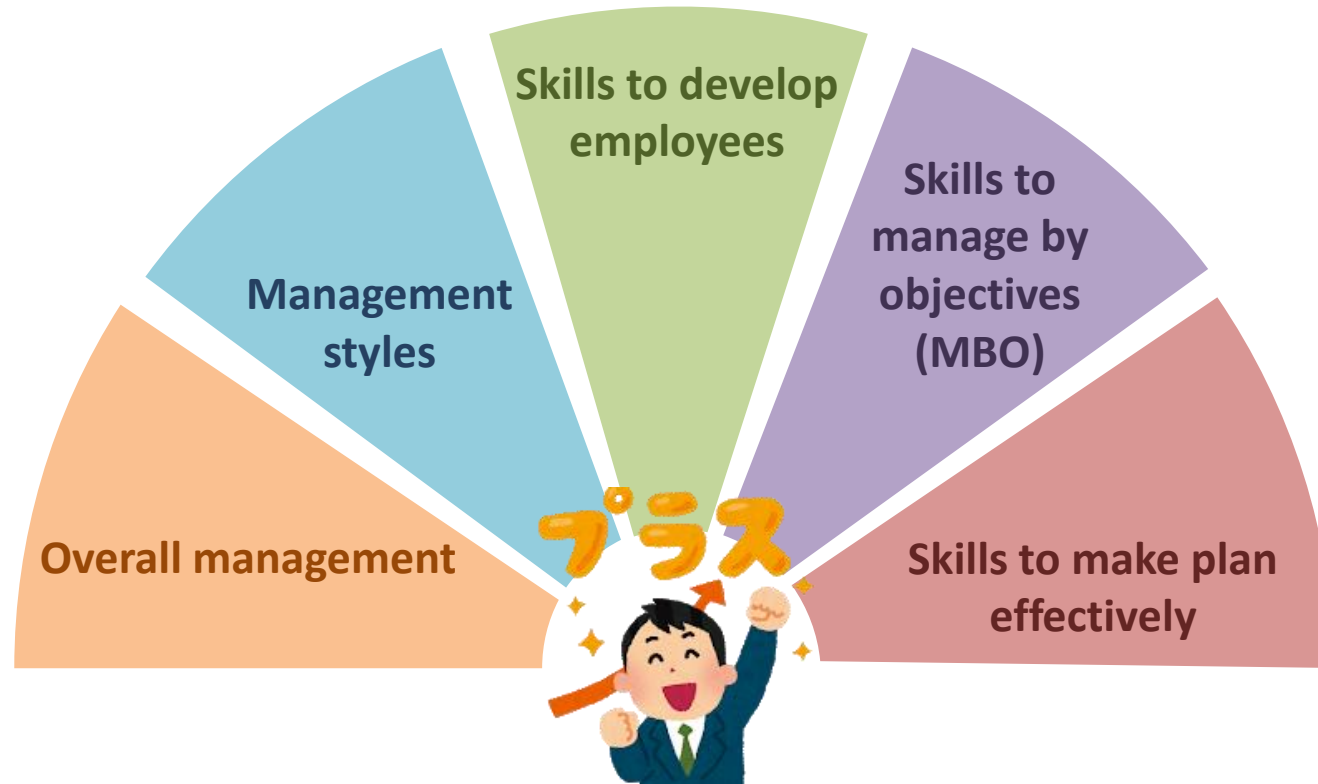 Skills to develop
employees
Skills to
manage by
objectives
(MBO)
Management
styles
Overall management
Skills to make plan
effectively
プラス